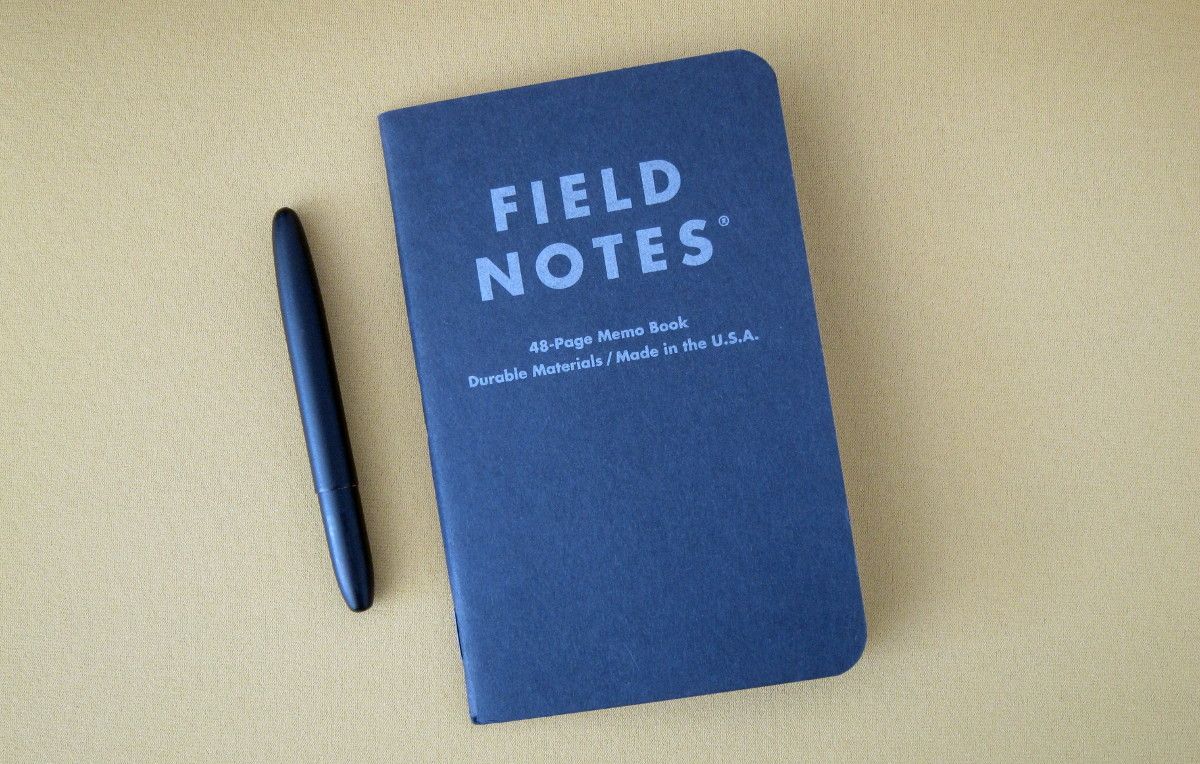 FIELD
NOTES®
48-Page Memo Book
Durable Materials / Made in the U.S.A.